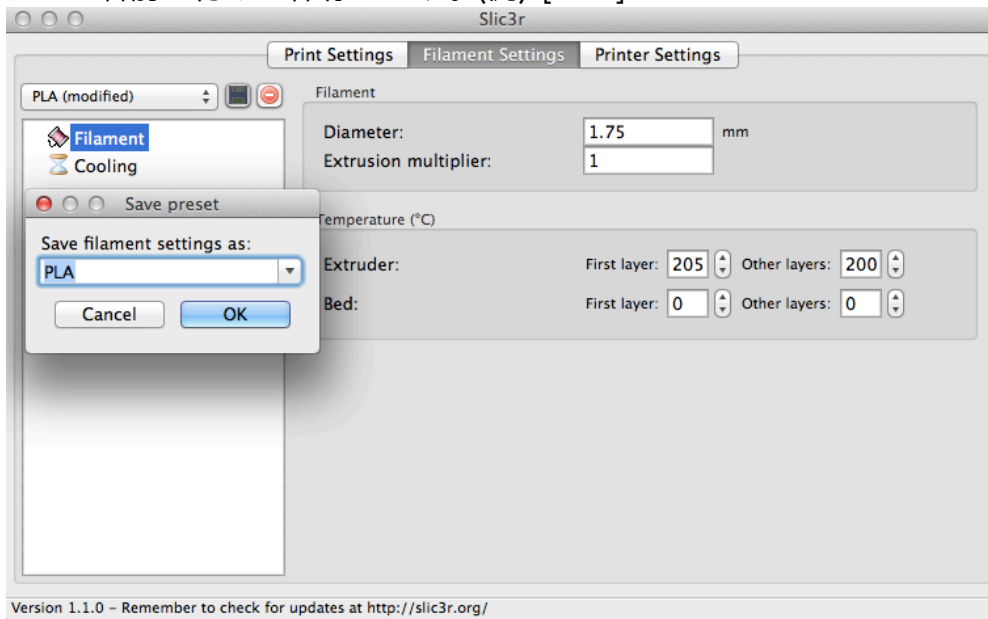 Slic3r
Print Settings Filament Settings Printer Settings
PLA (modified)
Filament
Cooling
Save preset
Save filament settings as:
PLA
Cancel OK
Filament
Diameter: 1.75 mm
Extrusion multiplier: 1
Temperature (°C)
Extruder: First layer: 205 Other layers: 200
Bed: First layer: 0 Other layers: 0
Version 1.1.0 – Remember to check for updates at http://slic3r.org/